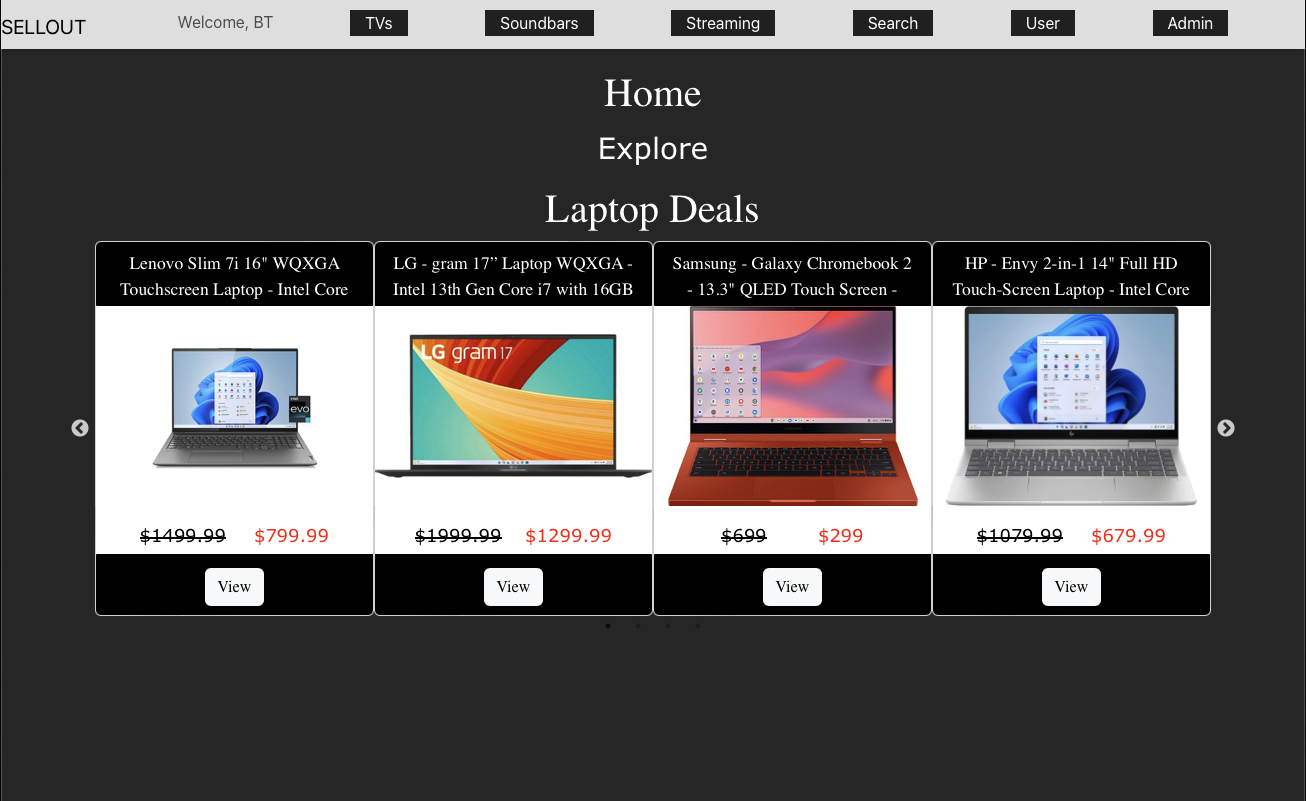 SELLOUT
Welcome, BT
TVs
Soundbars
Streaming
Search
User
Admin
Home
Explore
Laptop Deals
Lenovo Slim 7i 16" WQXGA
Touchscreen Laptop - Intel Core
LG - gram 17” Laptop WQXGA -
Intel 13th Gen Core i7 with 16GB
Samsung - Galaxy Chromebook 2
- 13.3" QLED Touch Screen -
HP - Envy 2-in-1 14" Full HD
Touch-Screen Laptop - Intel Core
evo
LG gram 17
$1499.99 $799.99
$1999.99 $1299.99
$699 $299
$1079.99 $679.99
View
View
View
View